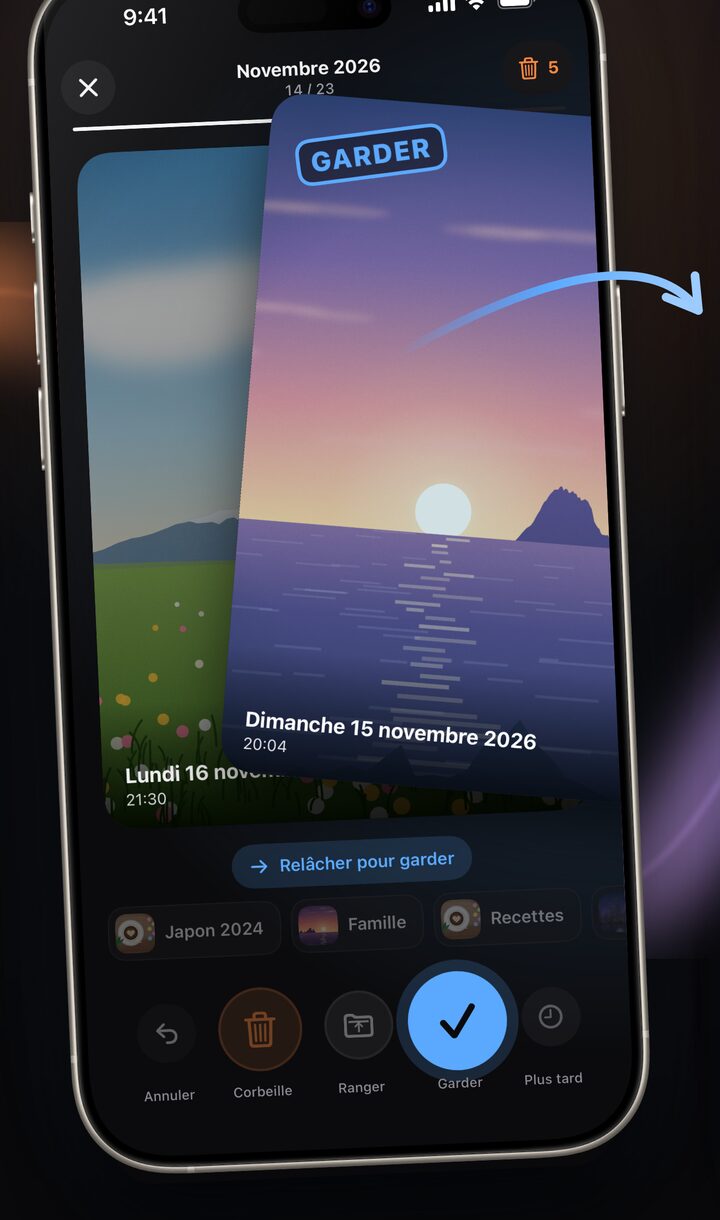 9:41
Novembre 2026
14 / 23
5
GARDER
Dimanche 15 novembre 2026
20:04
Lundi 16
21:30
Relâcher pour garder
Japon 2024
Famille
Recettes
Annuler
Corbeille
Ranger
Garder
Plus tard